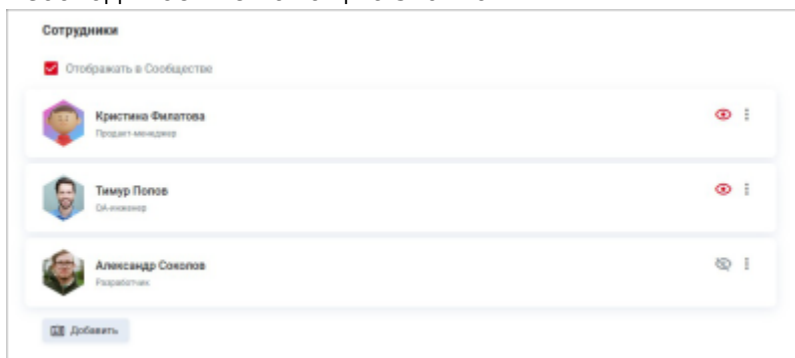 Сотрудники
Отображать в Сообществе
Кристина Филатова
Продакт-менеджер
Тимур Попов
QA-инженер
Александр Соколов
Разработчик
Добавить